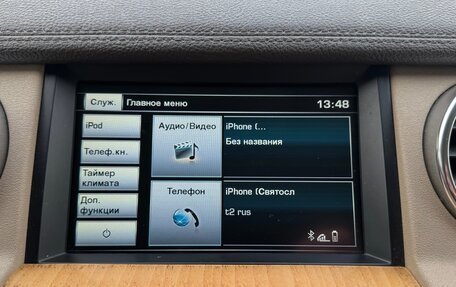 Служ.
Главное меню
13:48
iPod
Телеф.кн.
Таймер
климата
Доп.
функции
Аудио/Видео
iPhone (...
Без названия
Телефон
iPhone (Святосл
t2 rus